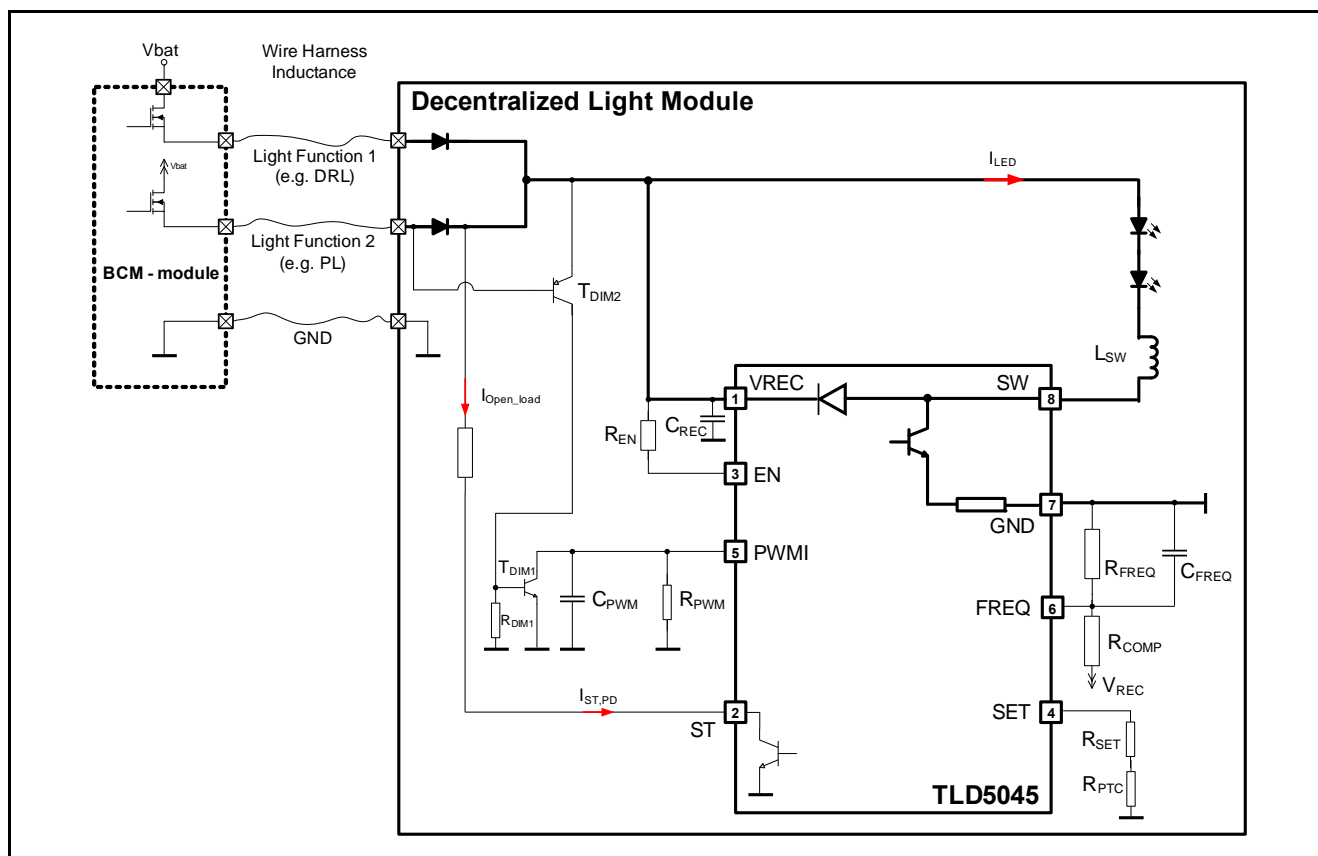 Vbat
Wire Harness
Inductance
Decentralized Light Module
Light Function 1
(e.g. DRL)
ILED
Vbat
Light Function 2
(e.g. PL)
BCM - module
TDIM2
GND
LSW
IOpen_load
VREC
SW
1
8
CREC
REN
3
EN
7
GND
TDIM1
5
PWMI
RFREQ
CFREQ
CPWM
RPWM
FREQ
6
RDIM1
RCOMP
VREC
IST,PD
2
ST
SET
4
RSET
RPTC
TLD5045